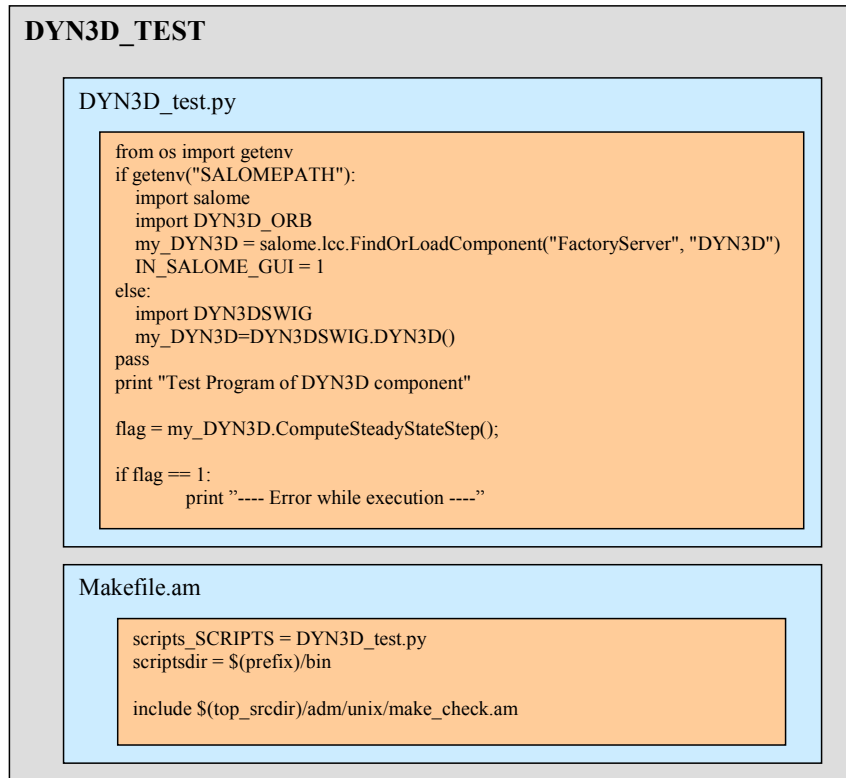 DYN3D_TEST
DYN3D_test.py
from os import getenv
if getenv("SALOMEPATH"):
import salome
import DYN3D_ORB
my_DYN3D = salome.lcc.FindOrLoadComponent("FactoryServer", "DYN3D")
IN_SALOME_GUI = 1
else:
import DYN3DSWIG
my_DYN3D=DYN3DSWIG.DYN3D()
pass
print "Test Program of DYN3D component"
flag = my_DYN3D.ComputeSteadyStateStep();
if flag == 1:
print ”---- Error while execution ----”
Makefile.am
scripts_SCRIPTS = DYN3D_test.py
scriptsdir = $(prefix)/bin
include $(top_srcdir)/adm/unix/make_check.am